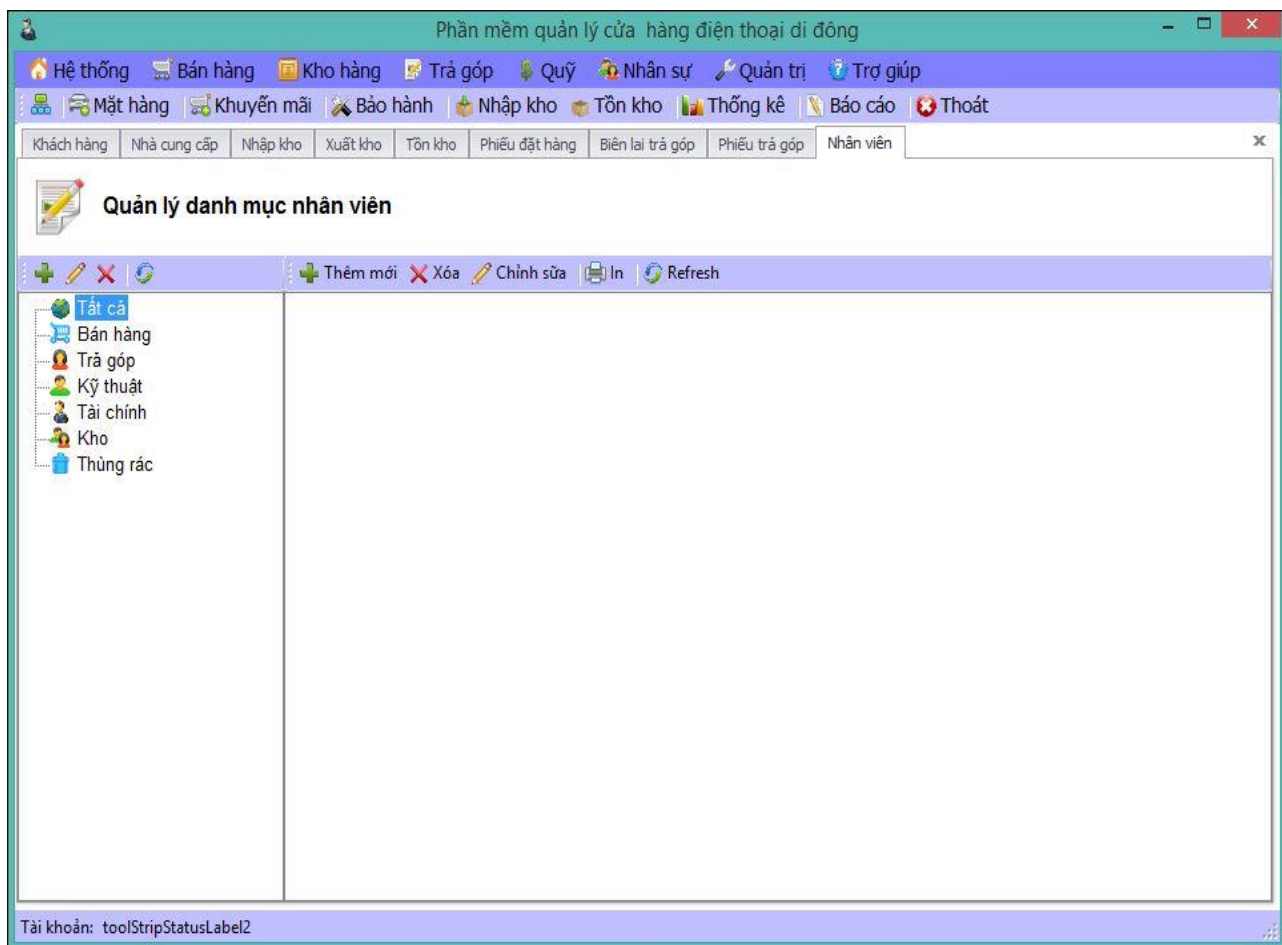 Phần mềm quản lý cửa hàng điện thoại di đông
Hệ thống Bán hàng Kho hàng Trả góp Quỹ Nhân sự Quản trị Trợ giúp
Mặt hàng Khuyến mãi Bảo hành Nhập kho Tồn kho Thống kê Báo cáo Thoát
Khách hàng Nhà cung cấp Nhập kho Xuất kho Tồn kho Phiếu đặt hàng Biên lai trả góp Phiếu trả góp Nhân viên
Quản lý danh mục nhân viên
Thêm mới Xóa Chỉnh sữa In Refresh
Tất cả
Bán hàng
Trả góp
Kỹ thuật
Tài chính
Kho
Thùng rác
Tài khoản: toolStripStatusLabel2